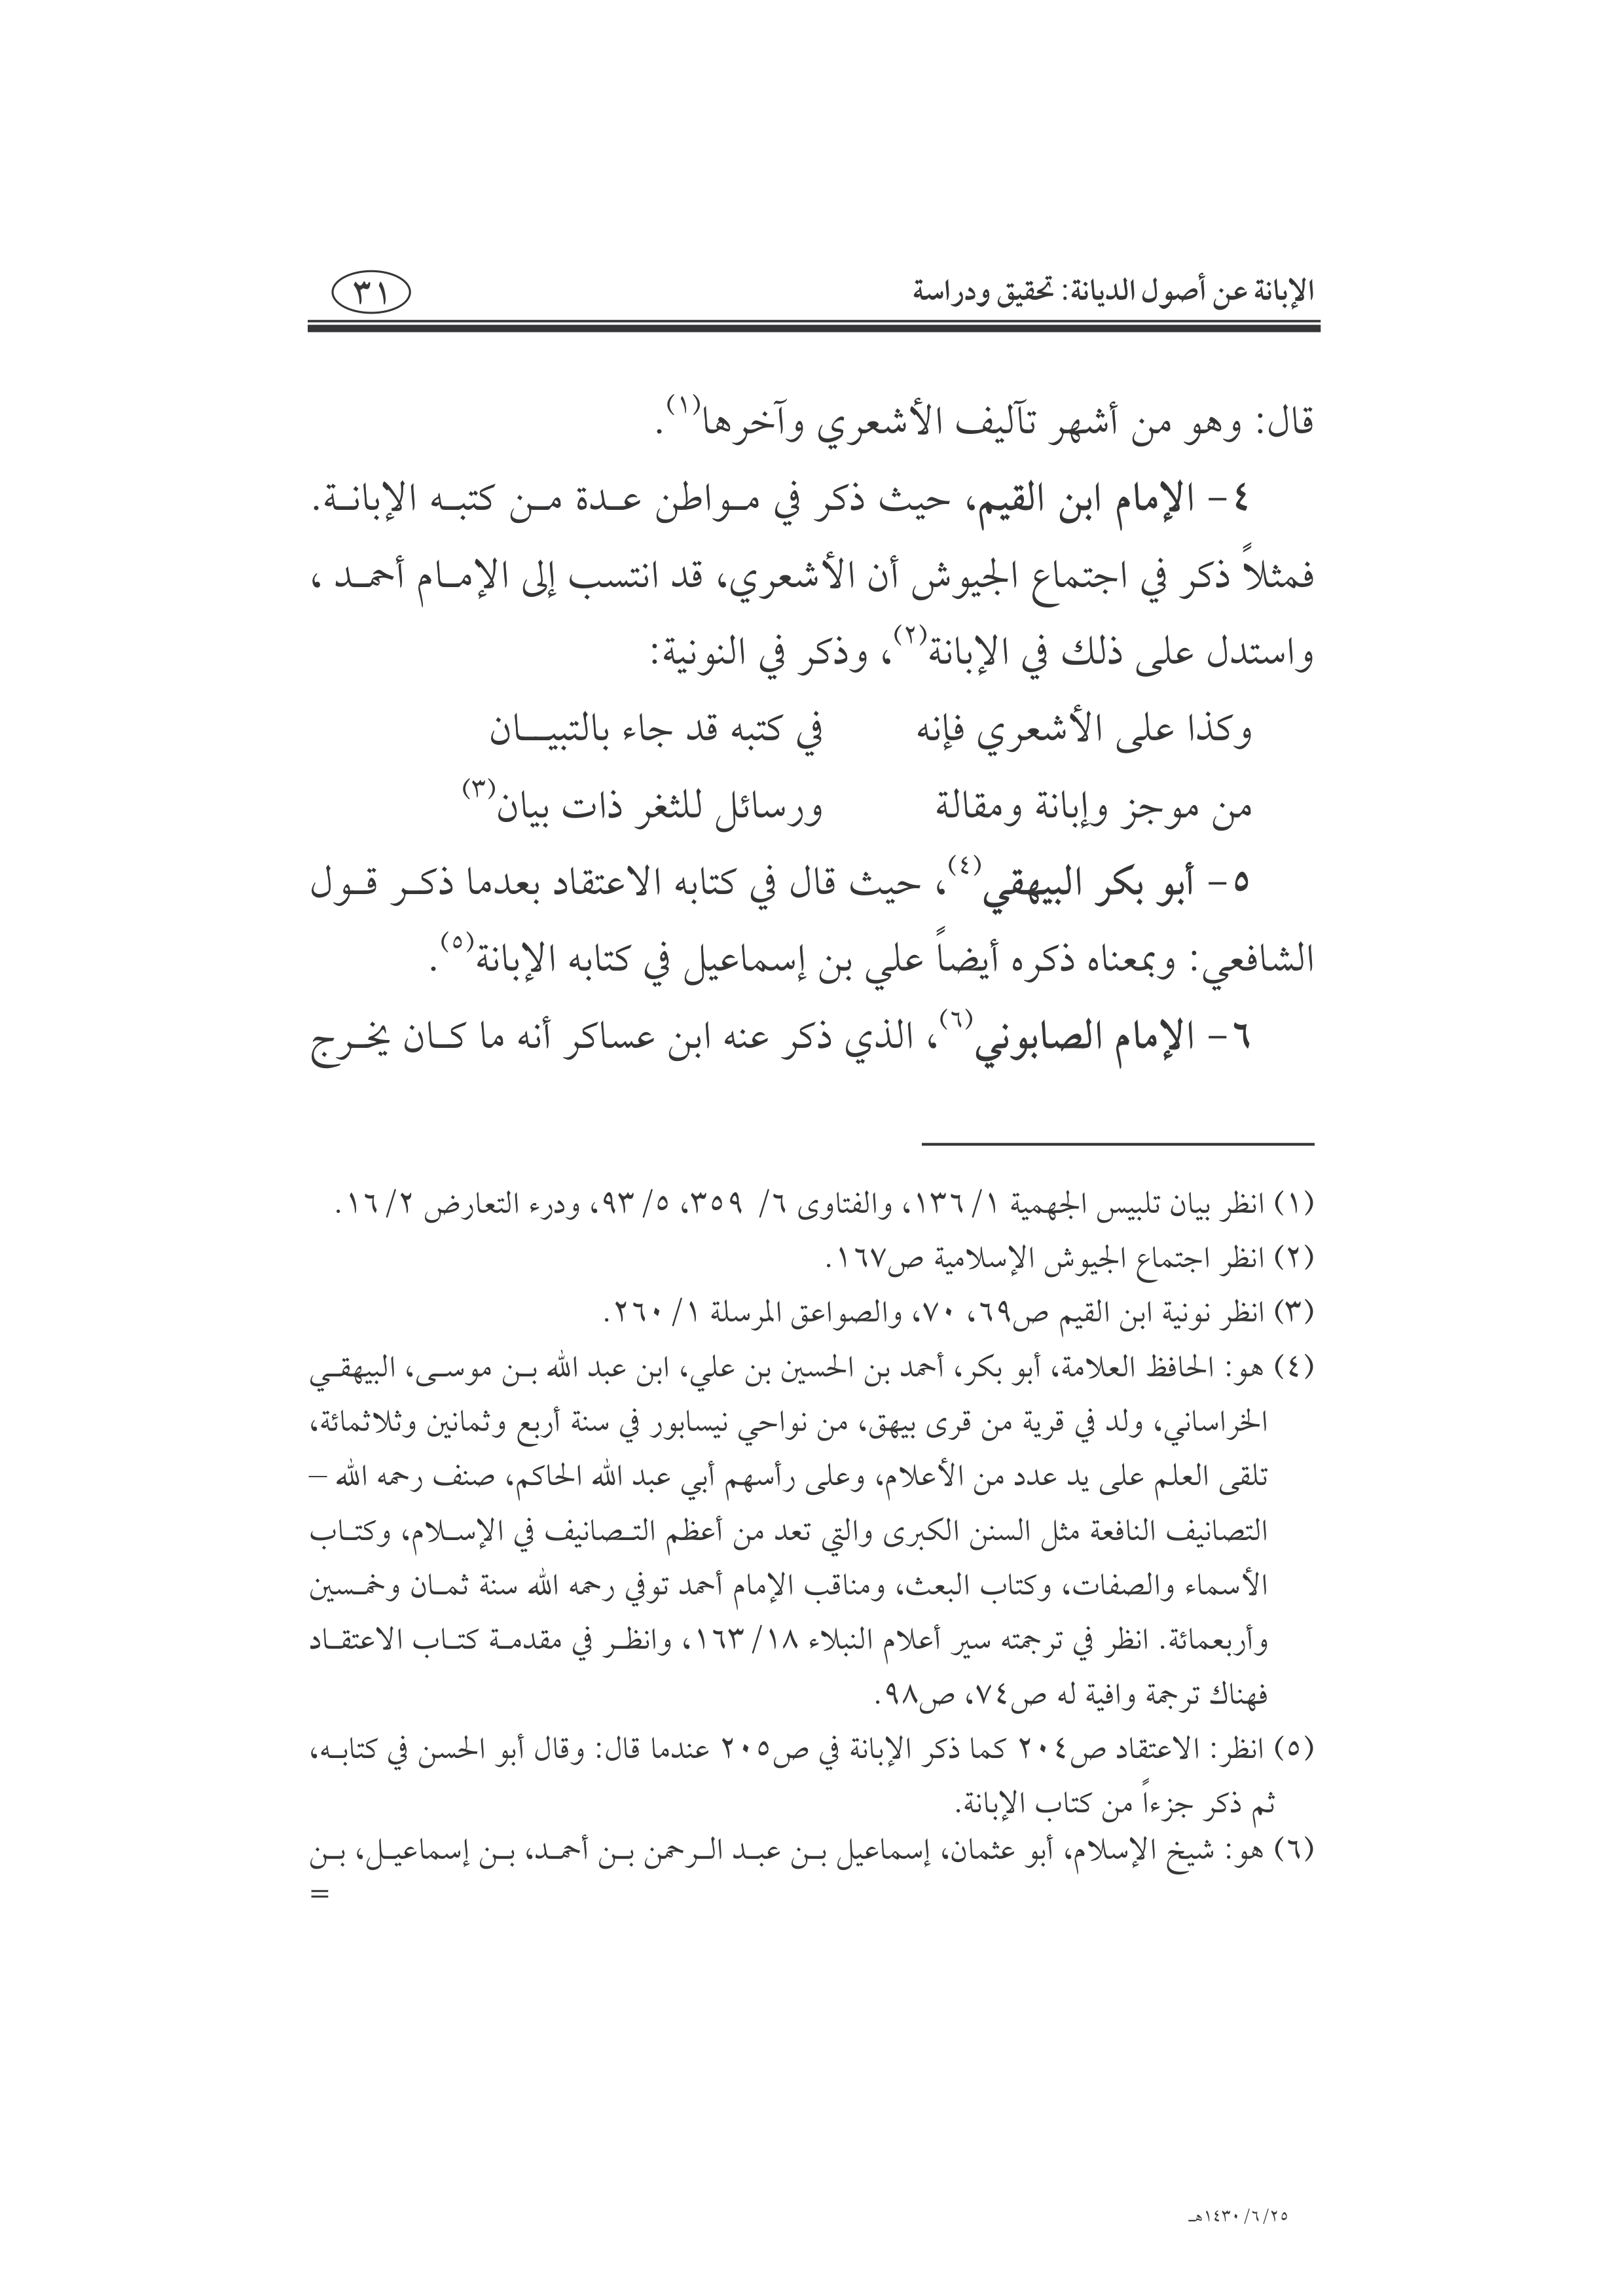 الإبانة عن أصول الديانة: تحقيق ودراسة ٣١
قال: وهو من أشهر تآليف الأشعري وآخرها(١).
٤- الإمام ابن القيم، حيث ذكر في مواطن عدة من كتبه الإبانة.
فمثلاً ذكر في اجتماع الجيوش أن الأشعري، قد انتسب إلى الإمام أحمد ،
واستدل على ذلك في الإبانة(٢)، وذكر في النونية:
وكذا على الأشعري فإنه في كتبه قد جاء بالتبيان
من موجز وإبانة ومقالة ورسائل للثغر ذات بيان(٣)
٥- أبو بكر البيهقي(٤)، حيث قال في كتابه الاعتقاد بعدما ذكر قول
الشافعي: وبمعناه ذكره أيضاً علي بن إسماعيل في كتابه الإبانة(٥).
٦- الإمام الصابوني(٦)، الذي ذكر عنه ابن عساكر أنه ما كان يخرج
(١) انظر بيان تلبيس الجهمية ١/ ١٣٦، والفتاوى ٦/ ٣٥٩، ٥/ ٩٣، ودرء التعارض ٢/ ١٦.
(٢) انظر اجتماع الجيوش الإسلامية ص١٦٧.
(٣) انظر نونية ابن القيم ص٦٩، ٧٠، والصواعق المرسلة ١/ ٢٦٠.
(٤) هو: الحافظ العلامة، أبو بكر، أحمد بن الحسين بن علي، ابن عبد الله بن موسى، البيهقي
الخراساني، ولد في قرية من قرى بيهق، من نواحي نيسابور في سنة أربع وثمانين وثلاثمائة،
تلقى العلم على يد عدد من الأعلام، وعلى رأسهم أبي عبد الله الحاكم، صنف رحمه الله –
التصانيف النافعة مثل السنن الكبرى والتي تعد من أعظم التصانيف في الإسلام، وكتاب
الأسماء والصفات، وكتاب البعث، ومناقب الإمام أحمد توفي رحمه الله سنة ثمان وخمسين
وأربعمائة. انظر في ترجمته سير أعلام النبلاء ١٨/ ١٦٣، وانظر في مقدمة كتاب الاعتقاد
فهناك ترجمة وافية له ص٧٤، ص٩٨.
(٥) انظر: الاعتقاد ص٢٠٤ كما ذكر الإبانة في ص٢٠٥ عندما قال: وقال أبو الحسن في كتابه،
ثم ذكر جزءاً من كتاب الإبانة.
(٦) هو: شيخ الإسلام، أبو عثمان، إسماعيل بن عبد الرحمن بن أحمد، بن إسماعيل، بن
=
٢٥/ ٦/ ١٤٣٠هـ